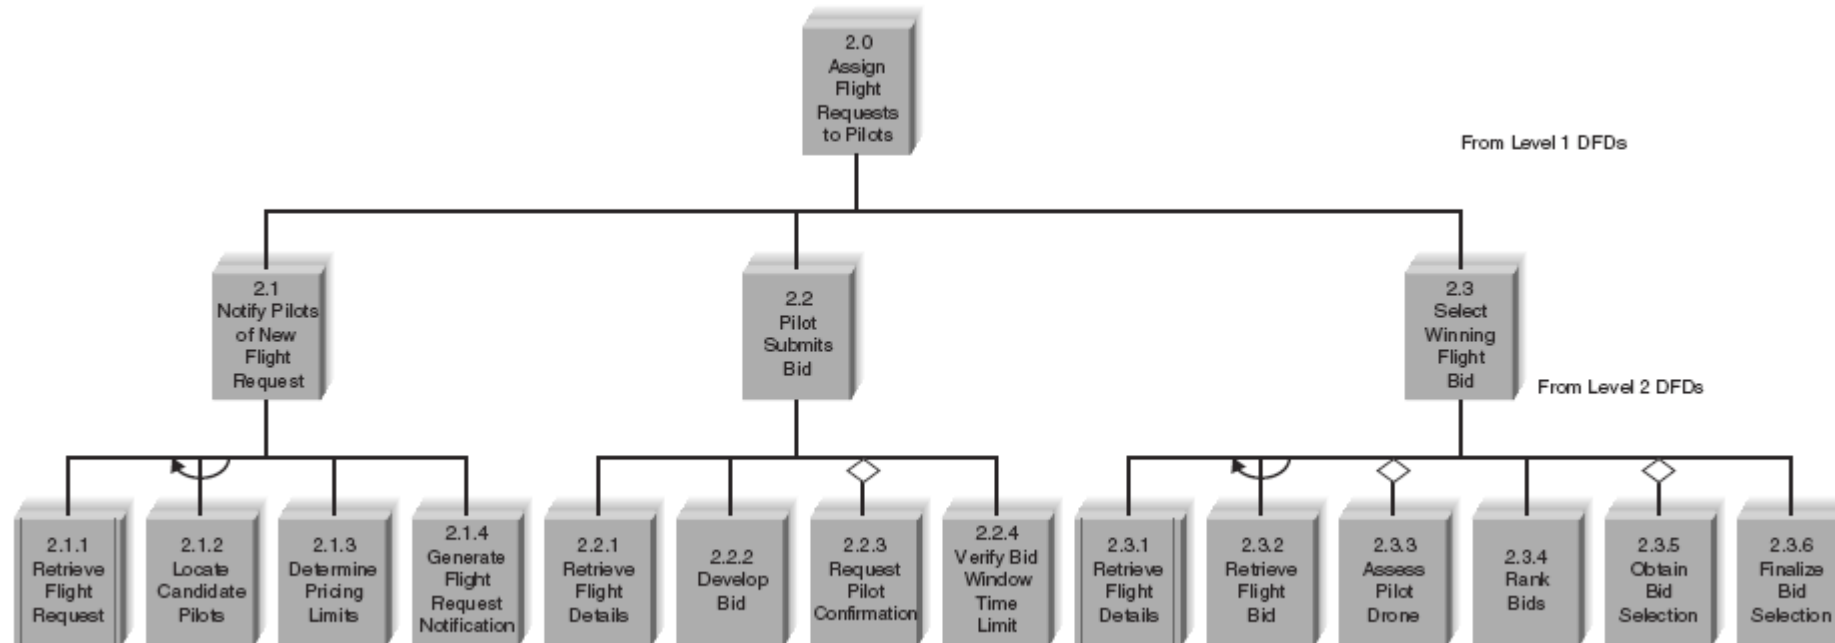 2.0
Assign
Flight
Requests
to Pilots
From Level 1 DFDs
2.1
Notify Pilots
of New
Flight
Request
2.2
Pilot
Submits
Bid
2.3
Select
Winning
Flight
Bid
From Level 2 DFDs
2.1.1
Retrieve
Flight
Request
2.1.2
Locate
Candidate
Pilots
2.1.3
Determine
Pricing
Limits
2.1.4
Generate
Flight
Request
Notification
2.2.1
Retrieve
Flight
Details
2.2.2
Develop
Bid
2.2.3
Request
Pilot
Confirmation
2.2.4
Verify Bid
Window
Time
Limit
2.3.1
Retrieve
Flight
Details
2.3.2
Retrieve
Flight
Bid
2.3.3
Assess
Pilot
Drone
2.3.4
Rank
Bids
2.3.5
Obtain
Bid
Selection
2.3.6
Finalize
Bid
Selection